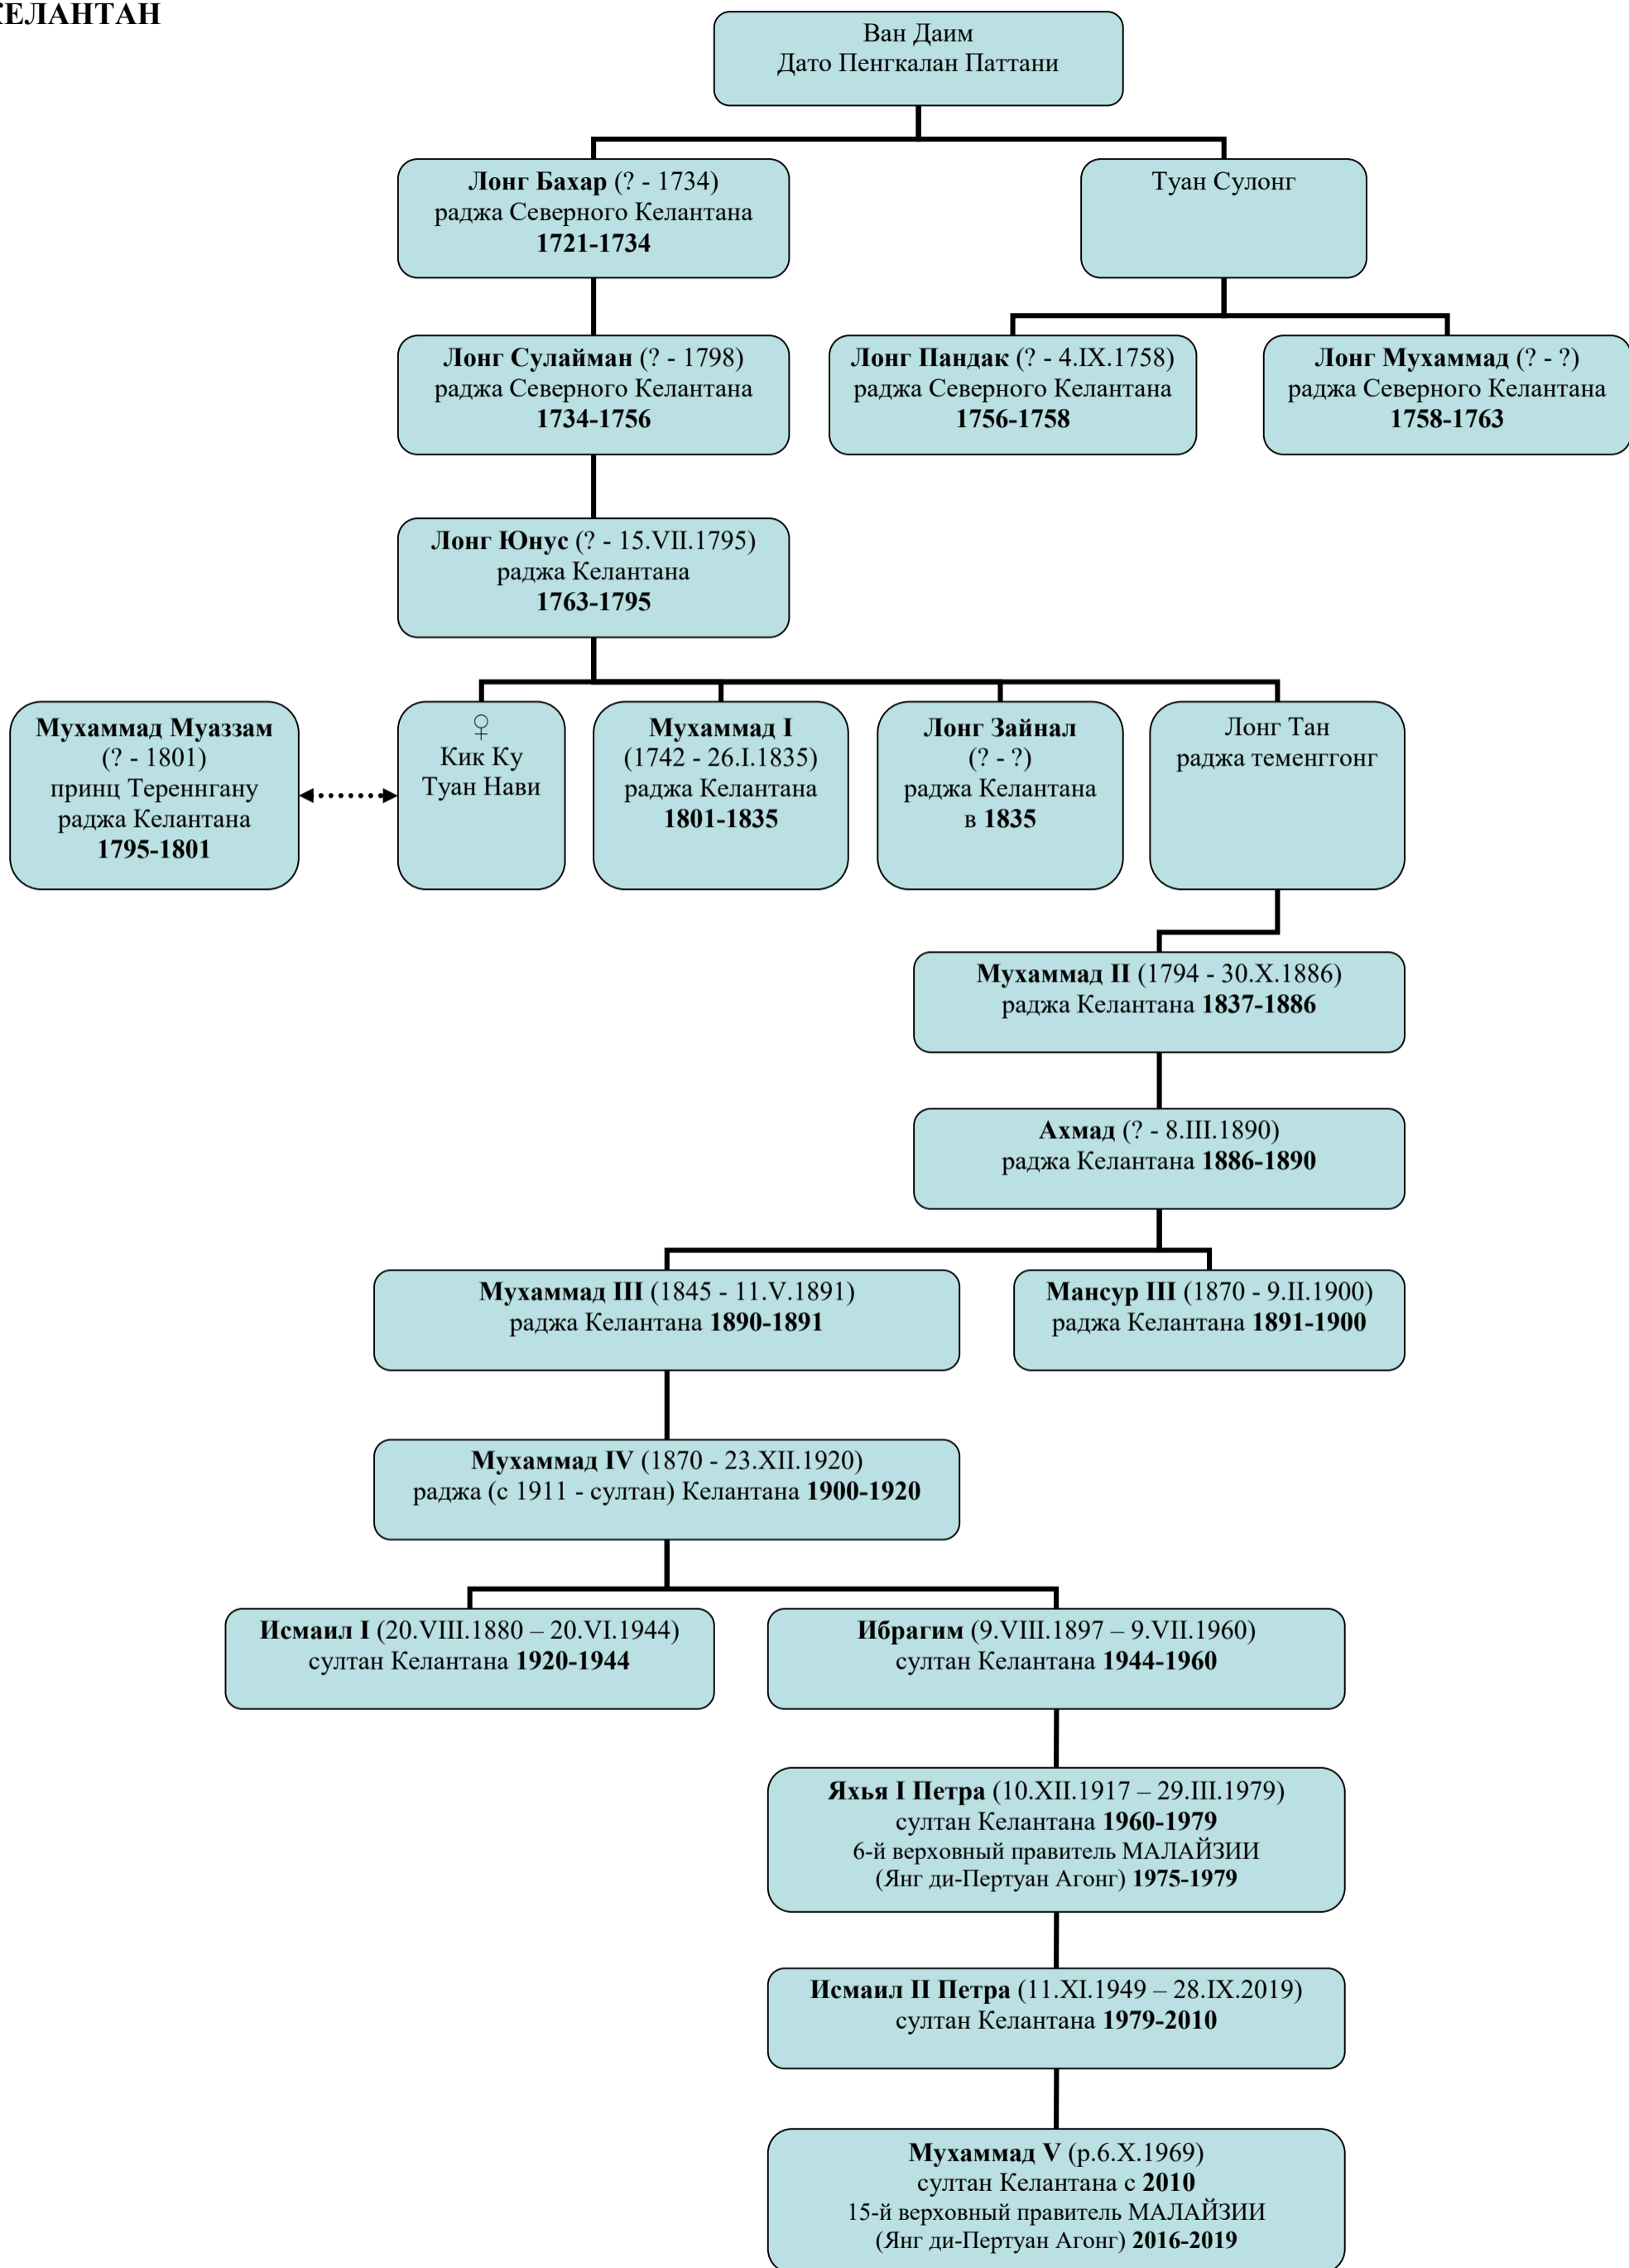 КЕЛАНТАН
Ван Даим
Дато Пенгкалан Паттани
Лонг Бахар (? - 1734)
раджа Северного Келантана
1721-1734
Туан Сулонг
Лонг Сулайман (? - 1798)
раджа Северного Келантана
1734-1756
Лонг Пандак (? - 4.IX.1758)
раджа Северного Келантана
1756-1758
Лонг Мухаммад (? - ?)
раджа Северного Келантана
1758-1763
Лонг Юнус (? - 15.VII.1795)
раджа Келантана
1763-1795
Мухаммад Муаззам
(? - 1801)
принц Тереннгану
раджа Келантана
1795-1801
♀
Кик Ку
Туан Нави
Мухаммад I
(1742 - 26.I.1835)
раджа Келантана
1801-1835
Лонг Зайнал
(? - ?)
раджа Келантана
в 1835
Лонг Тан
раджа теменггонг
Мухаммад II (1794 - 30.X.1886)
раджа Келантана 1837-1886
Ахмад (? - 8.III.1890)
раджа Келантана 1886-1890
Мухаммад III (1845 - 11.V.1891)
раджа Келантана 1890-1891
Мансур III (1870 - 9.II.1900)
раджа Келантана 1891-1900
Мухаммад IV (1870 - 23.XII.1920)
раджа (с 1911 - султан) Келантана 1900-1920
Исмаил I (20.VIII.1880 – 20.VI.1944)
султан Келантана 1920-1944
Ибрагим (9.VIII.1897 – 9.VII.1960)
султан Келантана 1944-1960
Яхья I Петра (10.XII.1917 – 29.III.1979)
султан Келантана 1960-1979
6-й верховный правитель МАЛАЙЗИИ
(Янг ди-Пертуан Агонг) 1975-1979
Исмаил II Петра (11.XI.1949 – 28.IX.2019)
султан Келантана 1979-2010
Мухаммад V (р.6.X.1969)
султан Келантана с 2010
15-й верховный правитель МАЛАЙЗИИ
(Янг ди-Пертуан Агонг) 2016-2019